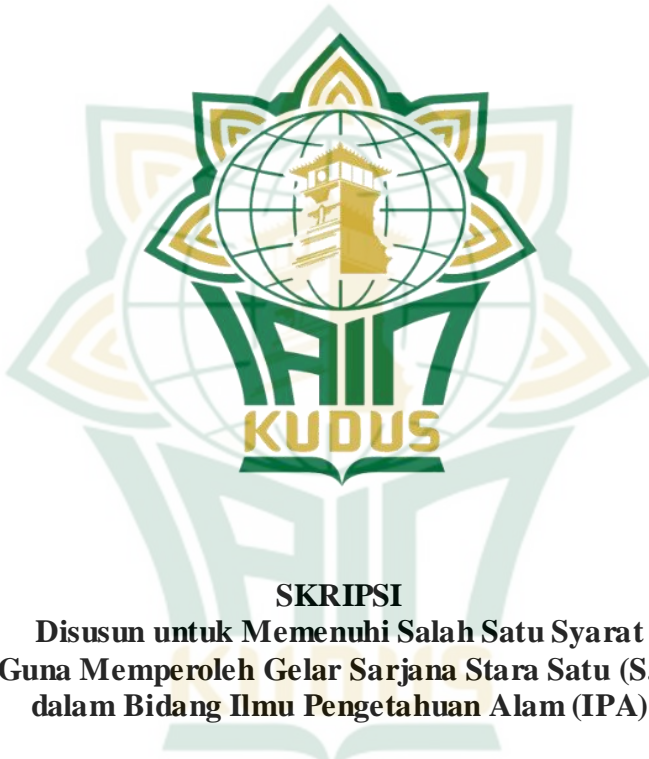 IAIN
KUDUS
SKRIPSI
Disusun untuk Memenuhi Salah Satu Syarat
Guna Memperoleh Gelar Sarjana Stara Satu (S.
dalam Bidang Ilmu Pengetahuan Alam (IPA)
KUDUS